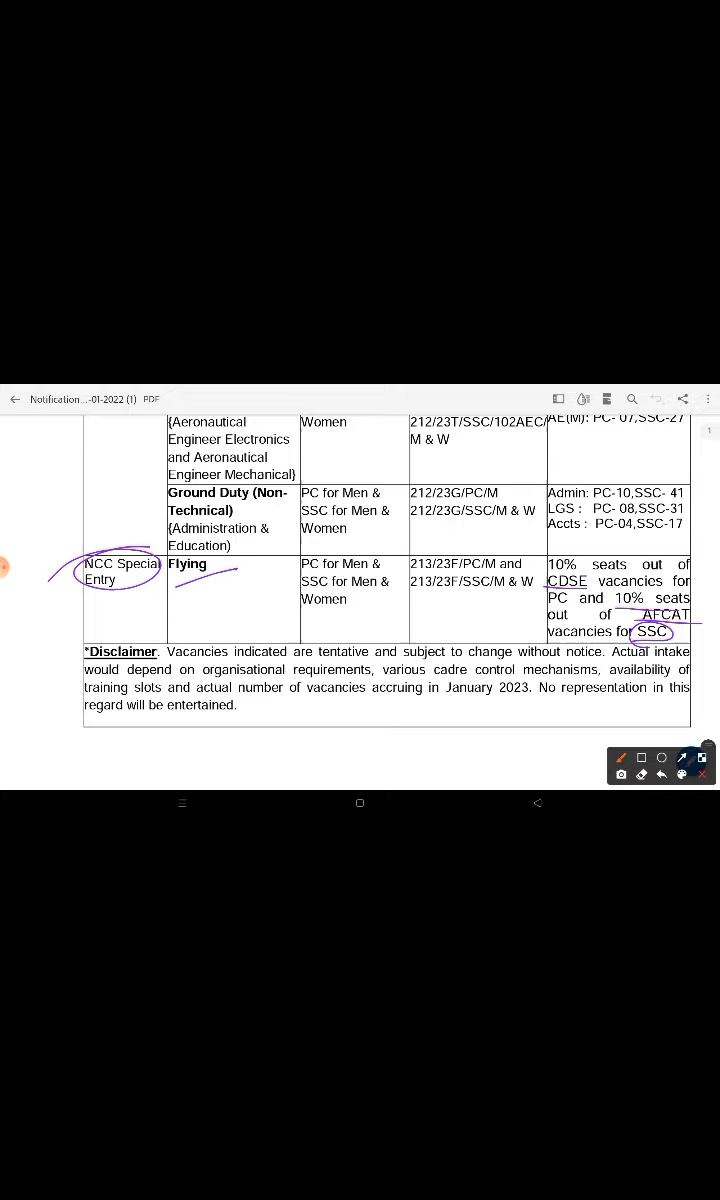 Notification...-01-2022 (1) PDF
1
{Aeronautical
Engineer Electronics
and Aeronautical
Engineer Mechanical}
Women
212/23T/SSC/102AEC/
M & W
AE(M): PC- 07,SSC-27
Ground Duty (Non-
Technical)
{Administration &
Education)
PC for Men &
SSC for Men &
Women
212/23G/PC/M
212/23G/SSC/M & W
Admin: PC-10,SSC- 41
LGS : PC- 08,SSC-31
Accts : PC-04,SSC-17
NCC Special
Entry
Flying
PC for Men &
SSC for Men &
Women
213/23F/PC/M and
213/23F/SSC/M & W
10% seats out of
CDSE vacancies for
PC and 10% seats
out of AFCAT
vacancies for SSC
*Disclaimer. Vacancies indicated are tentative and subject to change without notice. Actual intake
would depend on organisational requirements, various cadre control mechanisms, availability of
training slots and actual number of vacancies accruing in January 2023. No representation in this
regard will be entertained.